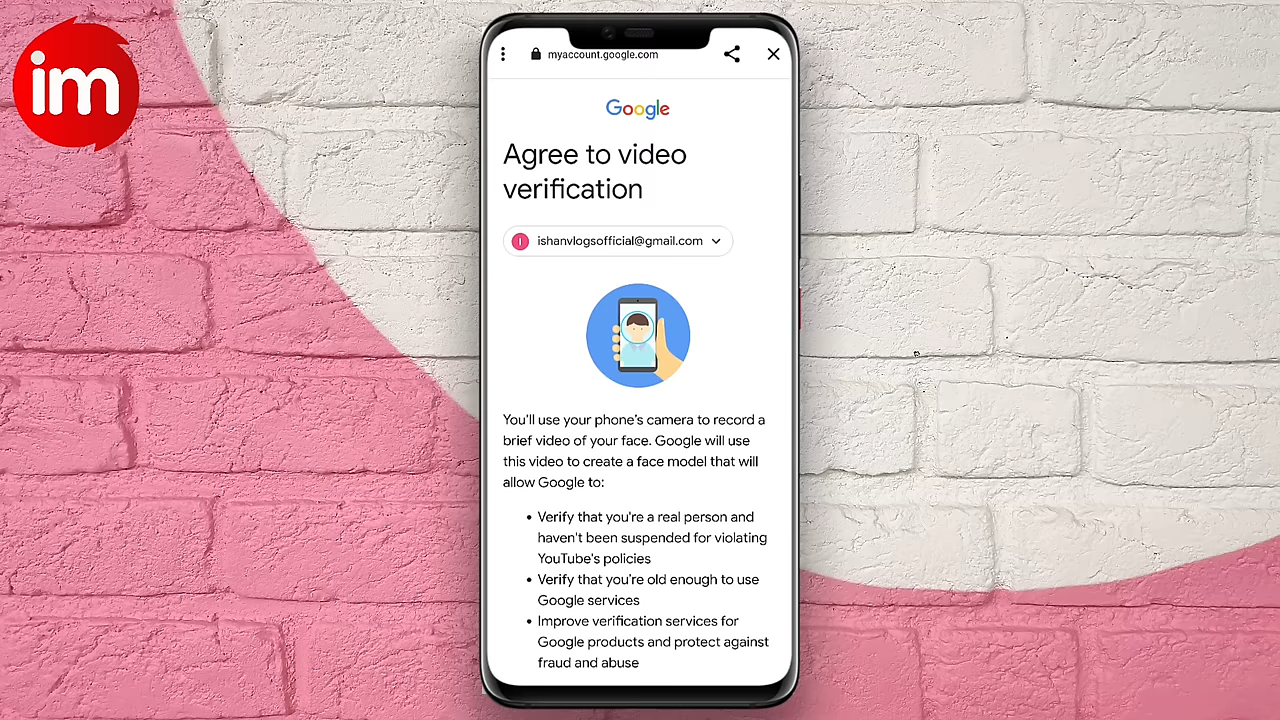 im
myaccount.google.com
Google
Agree to video
verification
I
ishanvlogsofficial@gmail.com
You'll use your phone's camera to record a
brief video of your face. Google will use
this video to create a face model that will
allow Google to:
• Verify that you're a real person and
haven't been suspended for violating
YouTube's policies
• Verify that you're old enough to use
Google services
• Improve verification services for
Google products and protect against
fraud and abuse